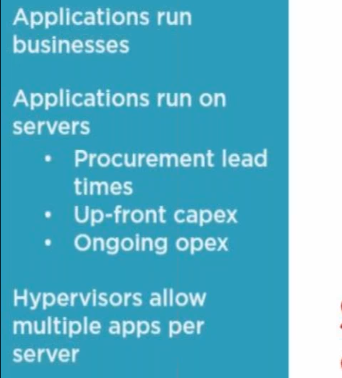 Applications run
businesses
Applications run on
servers
• Procurement lead
times
• Up-front capex
• Ongoing opex
Hypervisors allow
multiple apps per
server